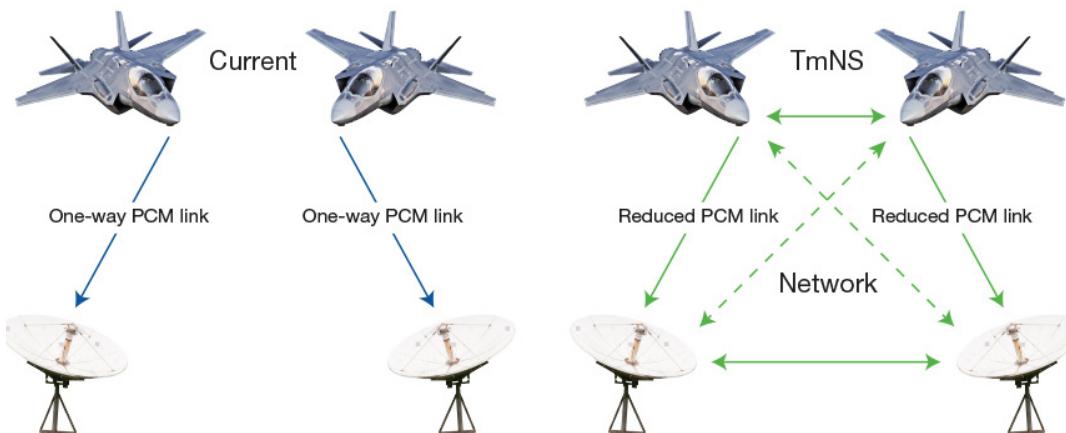 Current
TmNS
One-way PCM link
One-way PCM link
Reduced PCM link
Reduced PCM link
Network